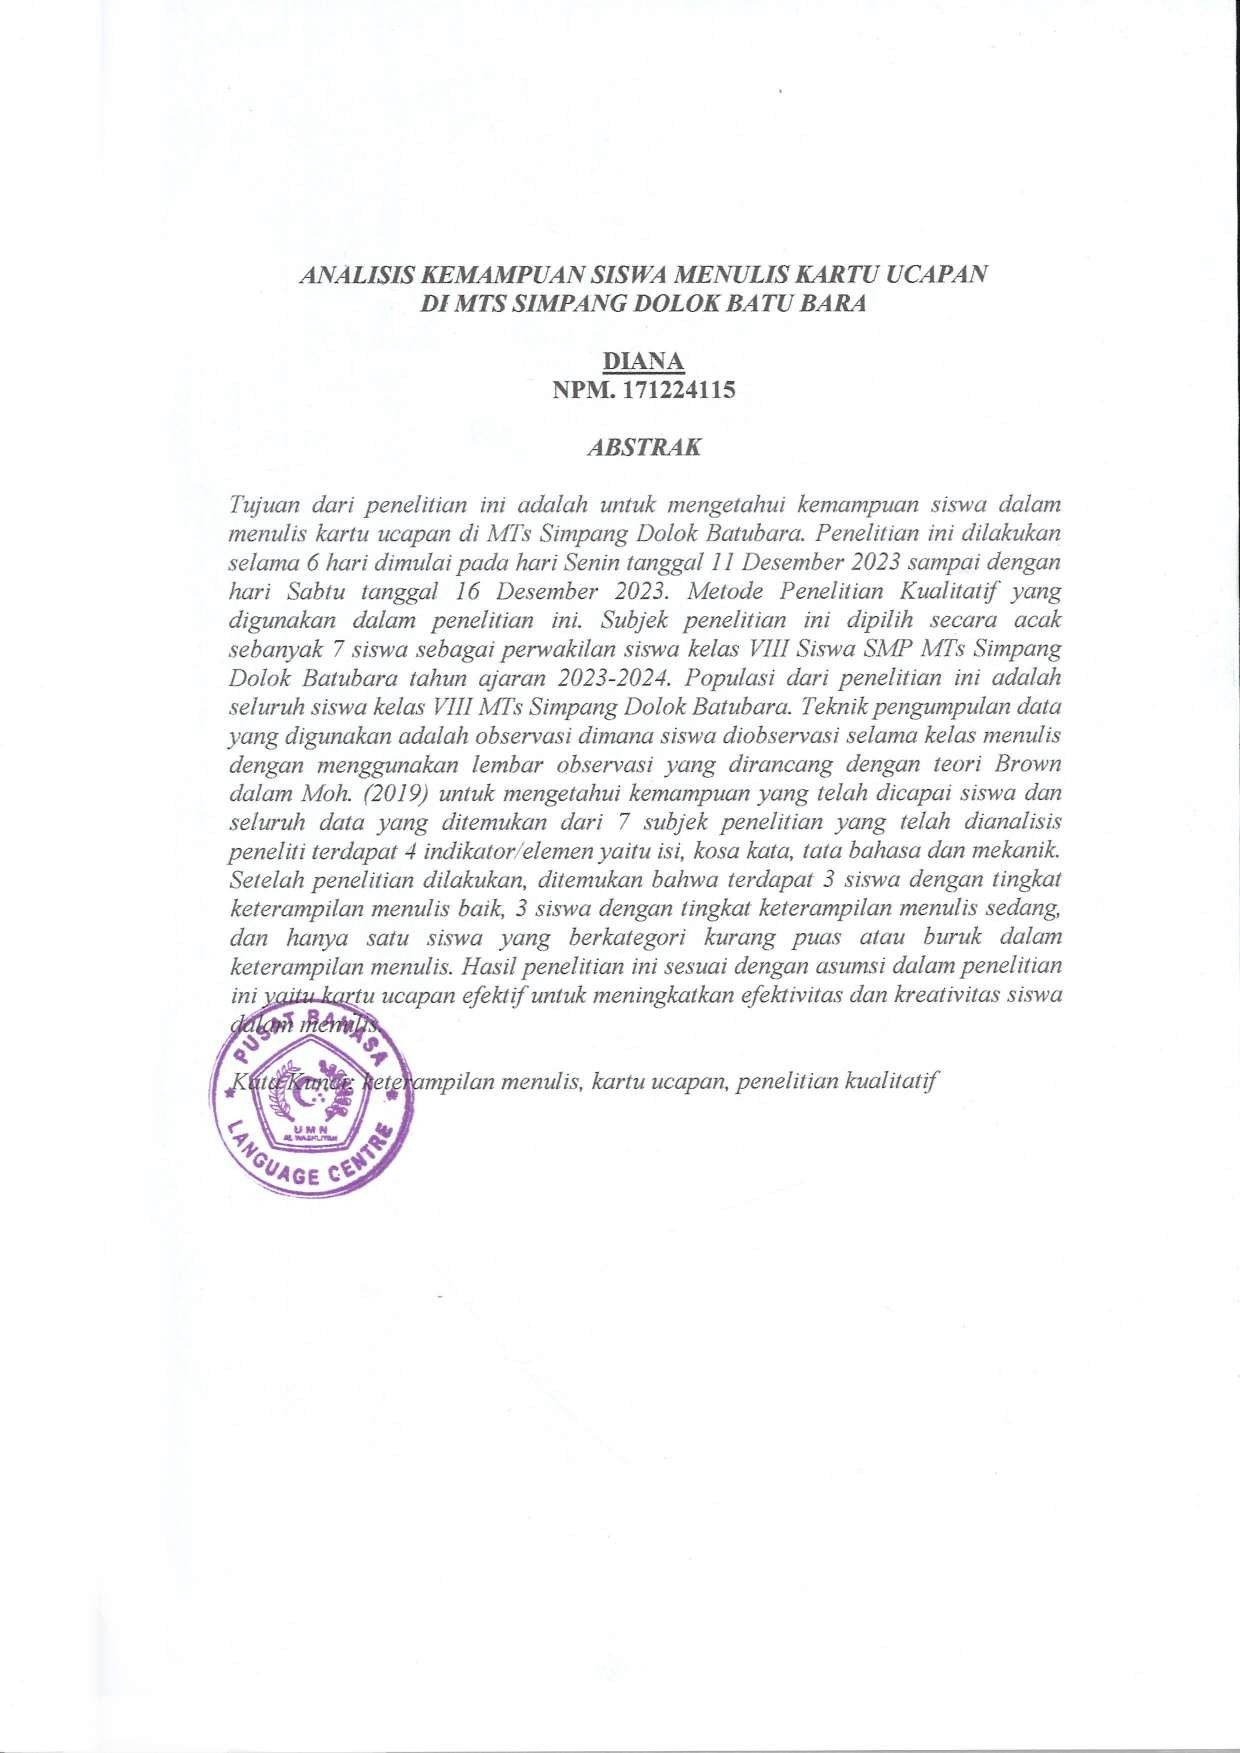 ANALISIS KEMAMPUAN SISWA MENULIS KARTU UCAPAN
DI MTS SIMPANG DOLOK BATU BARA
DIANA
NPM. 171224115
ABSTRAK
Tujuan dari penelitian ini adalah untuk mengetahui kemampuan siswa dalam
menulis kartu ucapan di MTs Simpang Dolok Batubara. Penelitian ini dilakukan
selama 6 hari dimulai pada hari Senin tanggal 11 Desember 2023 sampai dengan
hari Sabtu tanggal 16 Desember 2023. Metode Penelitian Kualitatif yang
digunakan dalam penelitian ini. Subjek penelitian ini dipilih secara acak
sebanyak 7 siswa sebagai perwakilan siswa kelas VIII Siswa SMP MTs Simpang
Dolok Batubara tahun ajaran 2023-2024. Populasi dari penelitian ini adalah
seluruh siswa kelas VIII MTs Simpang Dolok Batubara. Teknik pengumpulan data
yang digunakan adalah observasi dimana siswa diobservasi selama kelas menulis
dengan menggunakan lembar observasi yang dirancang dengan teori Brown
dalam Moh. (2019) untuk mengetahui kemampuan yang telah dicapai siswa dan
seluruh data yang ditemukan dari 7 subjek penelitian yang telah dianalisis
peneliti terdapat 4 indikator/elemen yaitu isi, kosa kata, tata bahasa dan mekanik.
Setelah penelitian dilakukan, ditemukan bahwa terdapat 3 siswa dengan tingkat
keterampilan menulis baik, 3 siswa dengan tingkat keterampilan menulis sedang,
dan hanya satu siswa yang berkategori kurang puas atau buruk dalam
keterampilan menulis. Hasil penelitian ini sesuai dengan asumsi dalam penelitian
ini yaitu kartu ucapan efektif untuk meningkatkan efektivitas dan kreativitas siswa
dalam menulis.
Kata Kunci: keterampilan menulis, kartu ucapan, penelitian kualitatif
PUSAT BAHASA
UMN
AL WASHLIYAH
LANGUAGE CENTRE